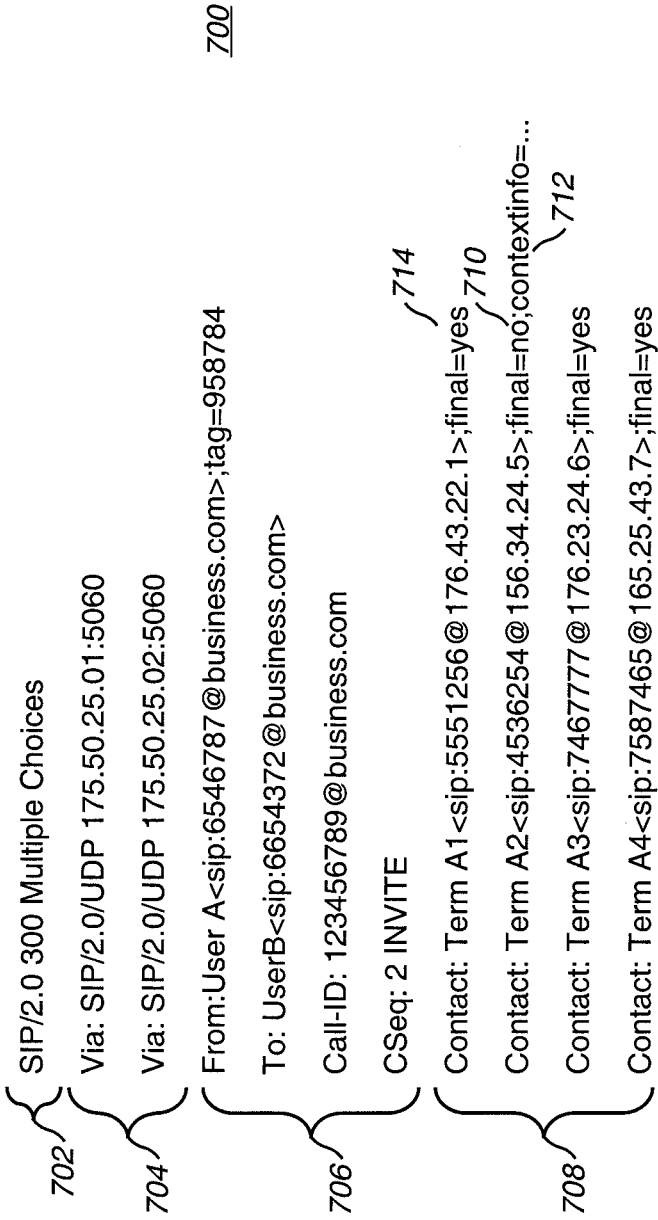 700
702
SIP/2.0 300 Multiple Choices
704
Via: SIP/2.0/UDP 175.50.25.01:5060
Via: SIP/2.0/UDP 175.50.25.02:5060
706
From:User A<sip:6546787@business.com>;tag=958784
To: UserB<sip:6654372@business.com>
Call-ID: 123456789@business.com
CSeq: 2 INVITE
708
714
Contact: Term A1<sip:5551256@176.43.22.1>;final=yes
710
Contact: Term A2<sip:4536254@156.34.24.5>;final=no;contextinfo=...
712
Contact: Term A3<sip:7467777@176.23.24.6>;final=yes
Contact: Term A4<sip:7587465@165.25.43.7>;final=yes